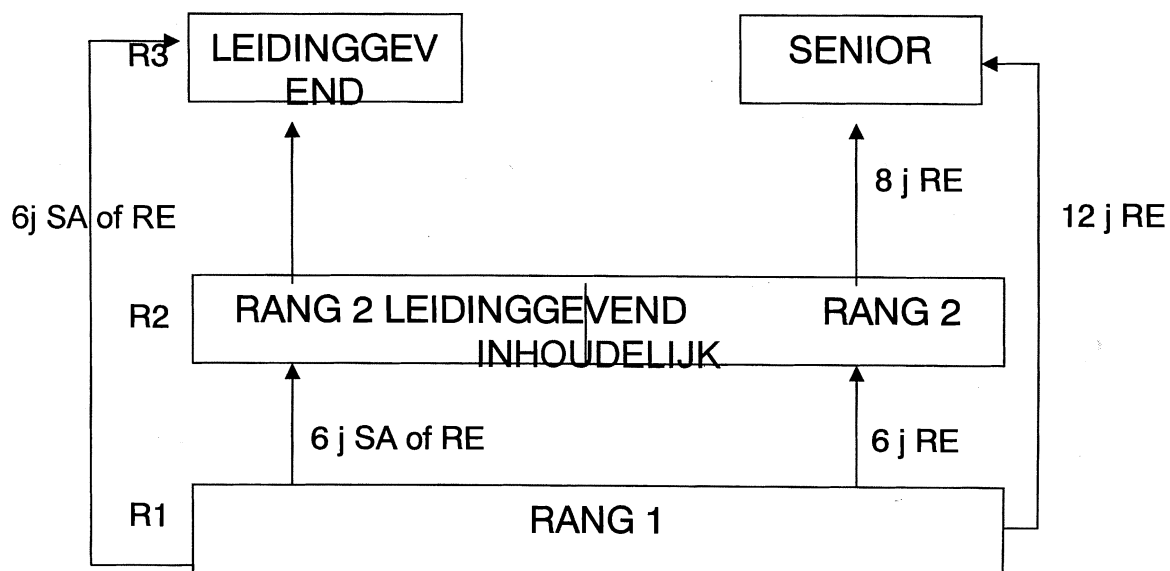 R3
LEIDINGGEV
END
SENIOR
6j SA of RE
8 j RE
12 j RE
R2
RANG 2 LEIDINGGEVEND
RANG 2
INHOUDELIJK
6 j SA of RE
6 j RE
R1
RANG 1